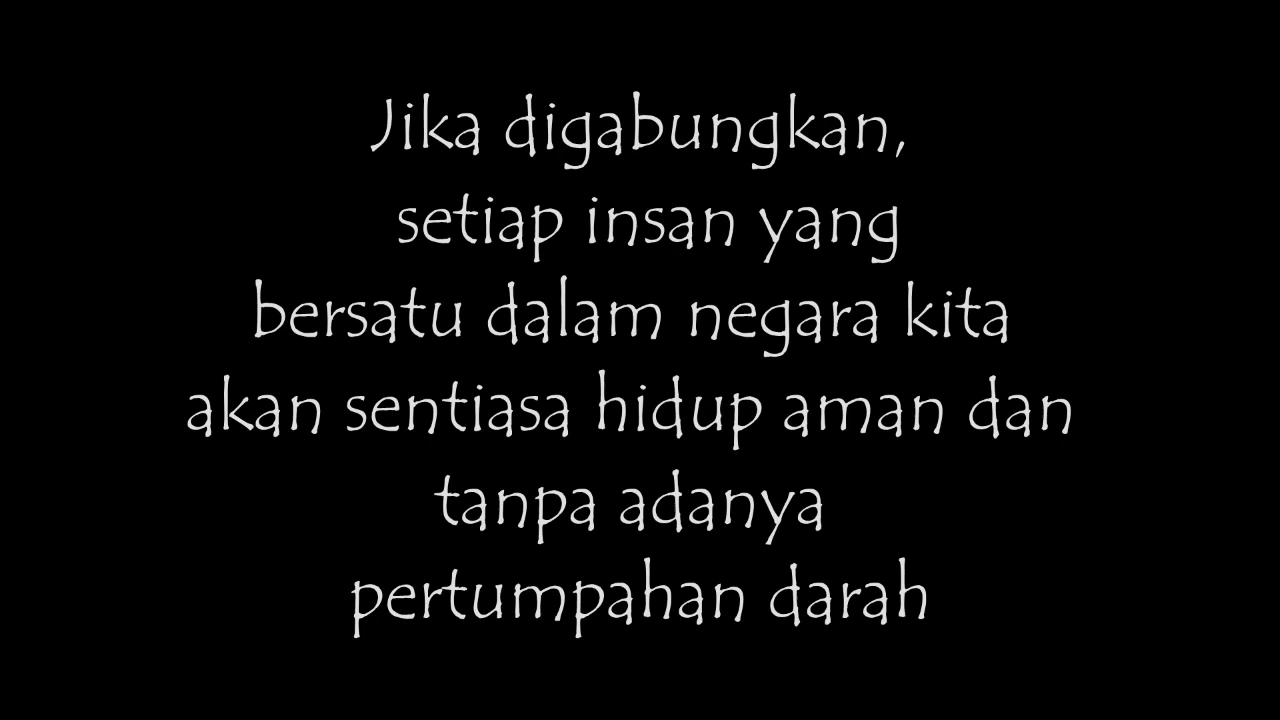 Jika digabungkan,
setiap insan yang
bersatu dalam negara kita
akan sentiasa hidup aman dan
tanpa adanya
pertumpahan darah